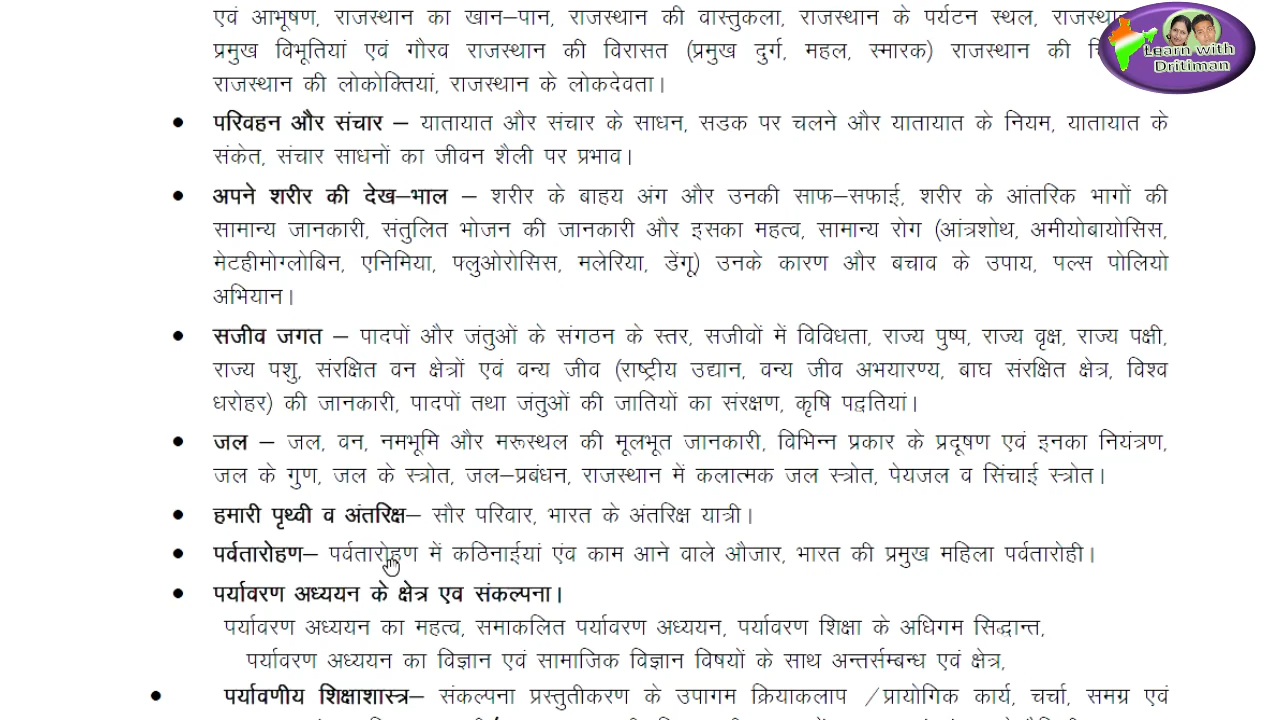 एवं आभूषण, राजस्थान का खान–पान, राजस्थान की वास्तुकला, राजस्थान के पर्यटन स्थल,
प्रमुख विभूतियां एवं गौरव राजस्थान की विरासत (प्रमुख दुर्ग, महल, स्मारक) राजस्थान की
राजस्थान की लोकोक्तियां, राजस्थान के लोकदेवता।
Learn with
Dritiman
• परिवहन और संचार – यातायात और संचार के साधन, सडक पर चलने और यातायात के नियम, यातायात के
संकेत, संचार साधनों का जीवन शैली पर प्रभाव।
• अपने शरीर की देख–भाल – शरीर के बाहय अंग और उनकी साफ–सफाई, शरीर के आंतरिक भागों की
सामान्य जानकारी, संतुलित भोजन की जानकारी और इसका महत्व, सामान्य रोग (आंत्रशोथ, अमीयोबायोसिस,
मेटहीमोग्लोबिन, एनिमिया, फ्लुओरोसिस, मलेरिया, डेंगू) उनके कारण और बचाव के उपाय, पल्स पोलियो
अभियान।
• सजीव जगत – पादपों और जंतुओं के संगठन के स्तर, सजीवों में विविधता, राज्य पुष्प, राज्य वृक्ष, राज्य पक्षी,
राज्य पशु, संरक्षित वन क्षेत्रों एवं वन्य जीव (राष्ट्रीय उद्यान, वन्य जीव अभयारण्य, बाघ संरक्षित क्षेत्र, विश्व
धरोहर) की जानकारी, पादपों तथा जंतुओं की जातियों का संरक्षण, कृषि पद्वतियां।
• जल – जल, वन, नमभूमि और मरूस्थल की मूलभूत जानकारी, विभिन्न प्रकार के प्रदूषण एवं इनका नियंत्रण,
जल के गुण, जल के स्त्रोत, जल–प्रबंधन, राजस्थान में कलात्मक जल स्त्रोत, पेयजल व सिंचाई स्त्रोत।
• हमारी पृथ्वी व अंतरिक्ष– सौर परिवार, भारत के अंतरिक्ष यात्री।
• पर्वतारोहण– पर्वतारोहण में कठिनाईयां एंव काम आने वाले औजार, भारत की प्रमुख महिला पर्वतारोही।
• पर्यावरण अध्ययन के क्षेत्र एव संकल्पना।
पर्यावरण अध्ययन का महत्व, समाकलित पर्यावरण अध्ययन, पर्यावरण शिक्षा के अधिगम सिद्वान्त,
पर्यावरण अध्ययन का विज्ञान एवं सामाजिक विज्ञान विषयों के साथ अन्तर्सम्बन्ध एवं क्षेत्र,
• पर्यावणीय शिक्षाशास्त्र– संकल्पना प्रस्तुतीकरण के उपागम क्रियाकलाप /प्रायोगिक कार्य, चर्चा, समग्र एवं